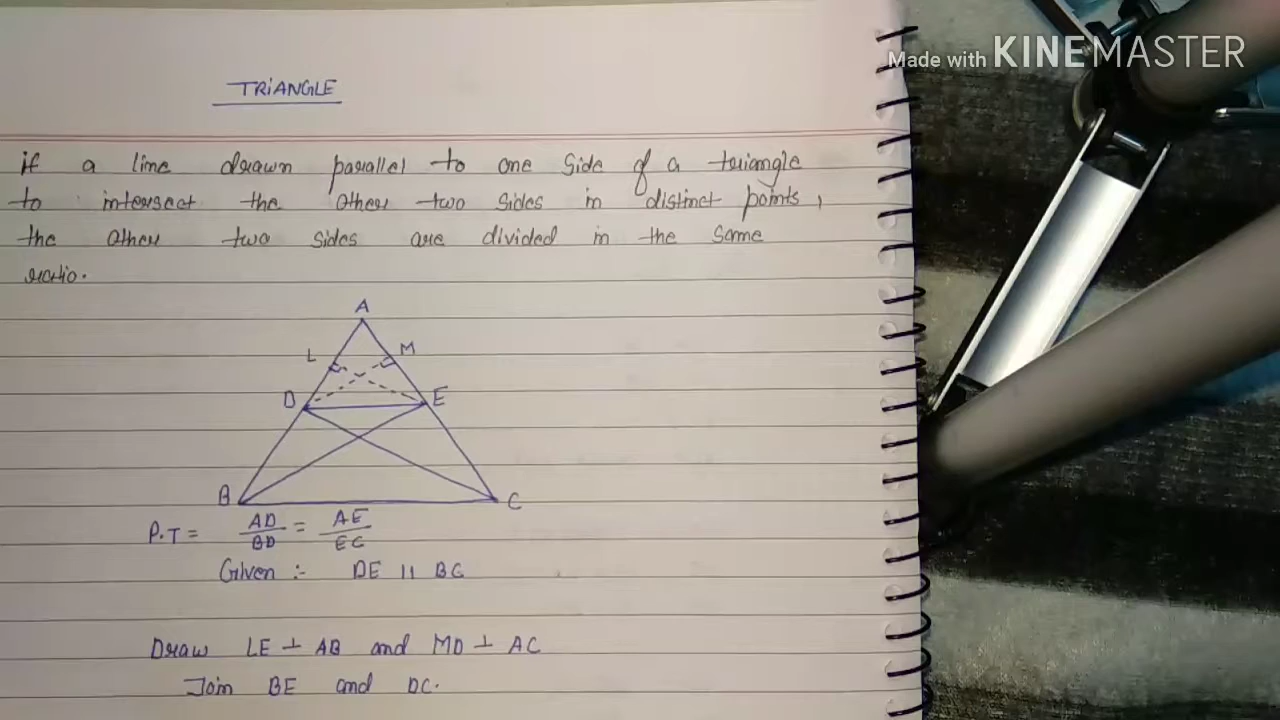 Made with KINEMASTER
TRIANGLE
if a line drawn parallel to one side of a triangle
to intersect the other two sides in distinct points,
the other two sides are divided in the same
ratio.
A
L M
D E
B C
P.T = AD/BD = AE/EC
Given :- DE || BC
Draw LE ⊥ AB and MD ⊥ AC
Join BE and DC.